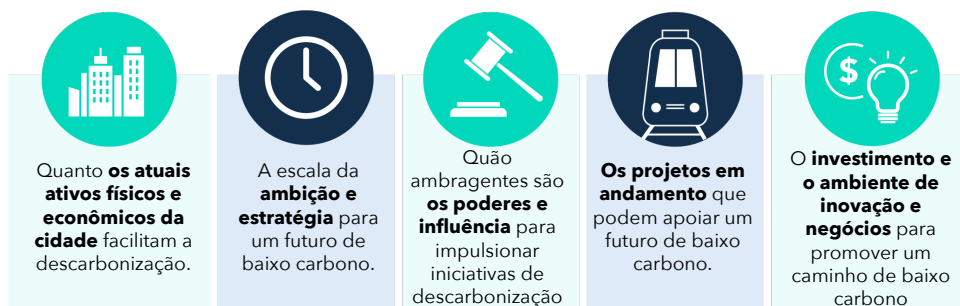 Quanto os atuais
ativos físicos e
econômicos da
cidade facilitam a
descarbonização.
A escala da
ambição e
estratégia para
um futuro de
baixo carbono.
Quão
ambragentes são
os poderes e
influência para
impulsionar
iniciativas de
descarbonização
Os projetos em
andamento que
podem apoiar um
futuro de baixo
carbono.
$
O investimento e
o ambiente de
inovação e
negócios para
promover um
caminho de baixo
carbono